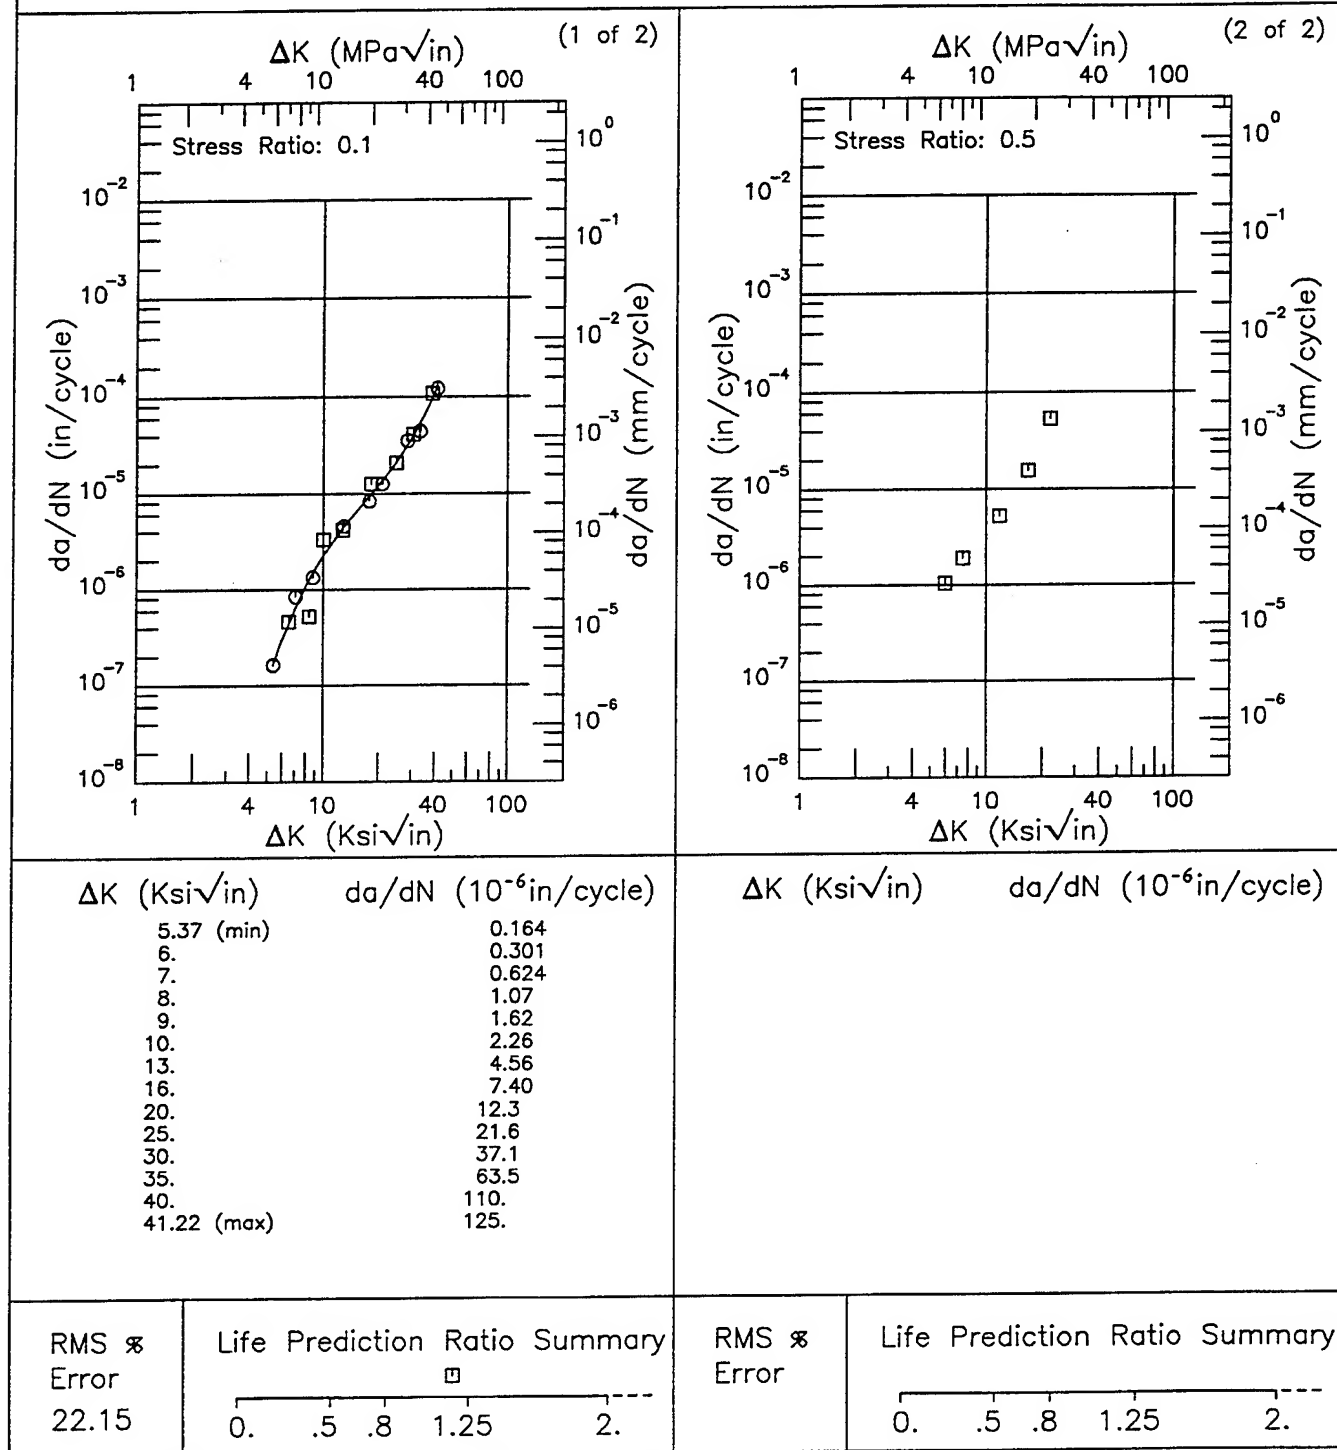 (1 of 2)
ΔK (MPa√in)
1 4 10 40 100
Stress Ratio: 0.1
10⁰
10⁻¹
10⁻²
10⁻³
10⁻⁴
10⁻⁵
10⁻⁶
da/dN (mm/cycle)
10⁻²
10⁻³
10⁻⁴
10⁻⁵
10⁻⁶
10⁻⁷
10⁻⁸
da/dN (in/cycle)
1 4 10 40 100
ΔK (Ksi√in)
(2 of 2)
ΔK (MPa√in)
1 4 10 40 100
Stress Ratio: 0.5
10⁰
10⁻¹
10⁻²
10⁻³
10⁻⁴
10⁻⁵
10⁻⁶
da/dN (mm/cycle)
10⁻²
10⁻³
10⁻⁴
10⁻⁵
10⁻⁶
10⁻⁷
10⁻⁸
da/dN (in/cycle)
1 4 10 40 100
ΔK (Ksi√in)
ΔK (Ksi√in) da/dN (10⁻⁶in/cycle)
5.37 (min) 0.164
6. 0.301
7. 0.624
8. 1.07
9. 1.62
10. 2.26
13. 4.56
16. 7.40
20. 12.3
25. 21.6
30. 37.1
35. 63.5
40. 110.
41.22 (max) 125.
ΔK (Ksi√in) da/dN (10⁻⁶in/cycle)
RMS %
Error
22.15
Life Prediction Ratio Summary
0. .5 .8 1.25 2.
RMS %
Error
Life Prediction Ratio Summary
0. .5 .8 1.25 2.